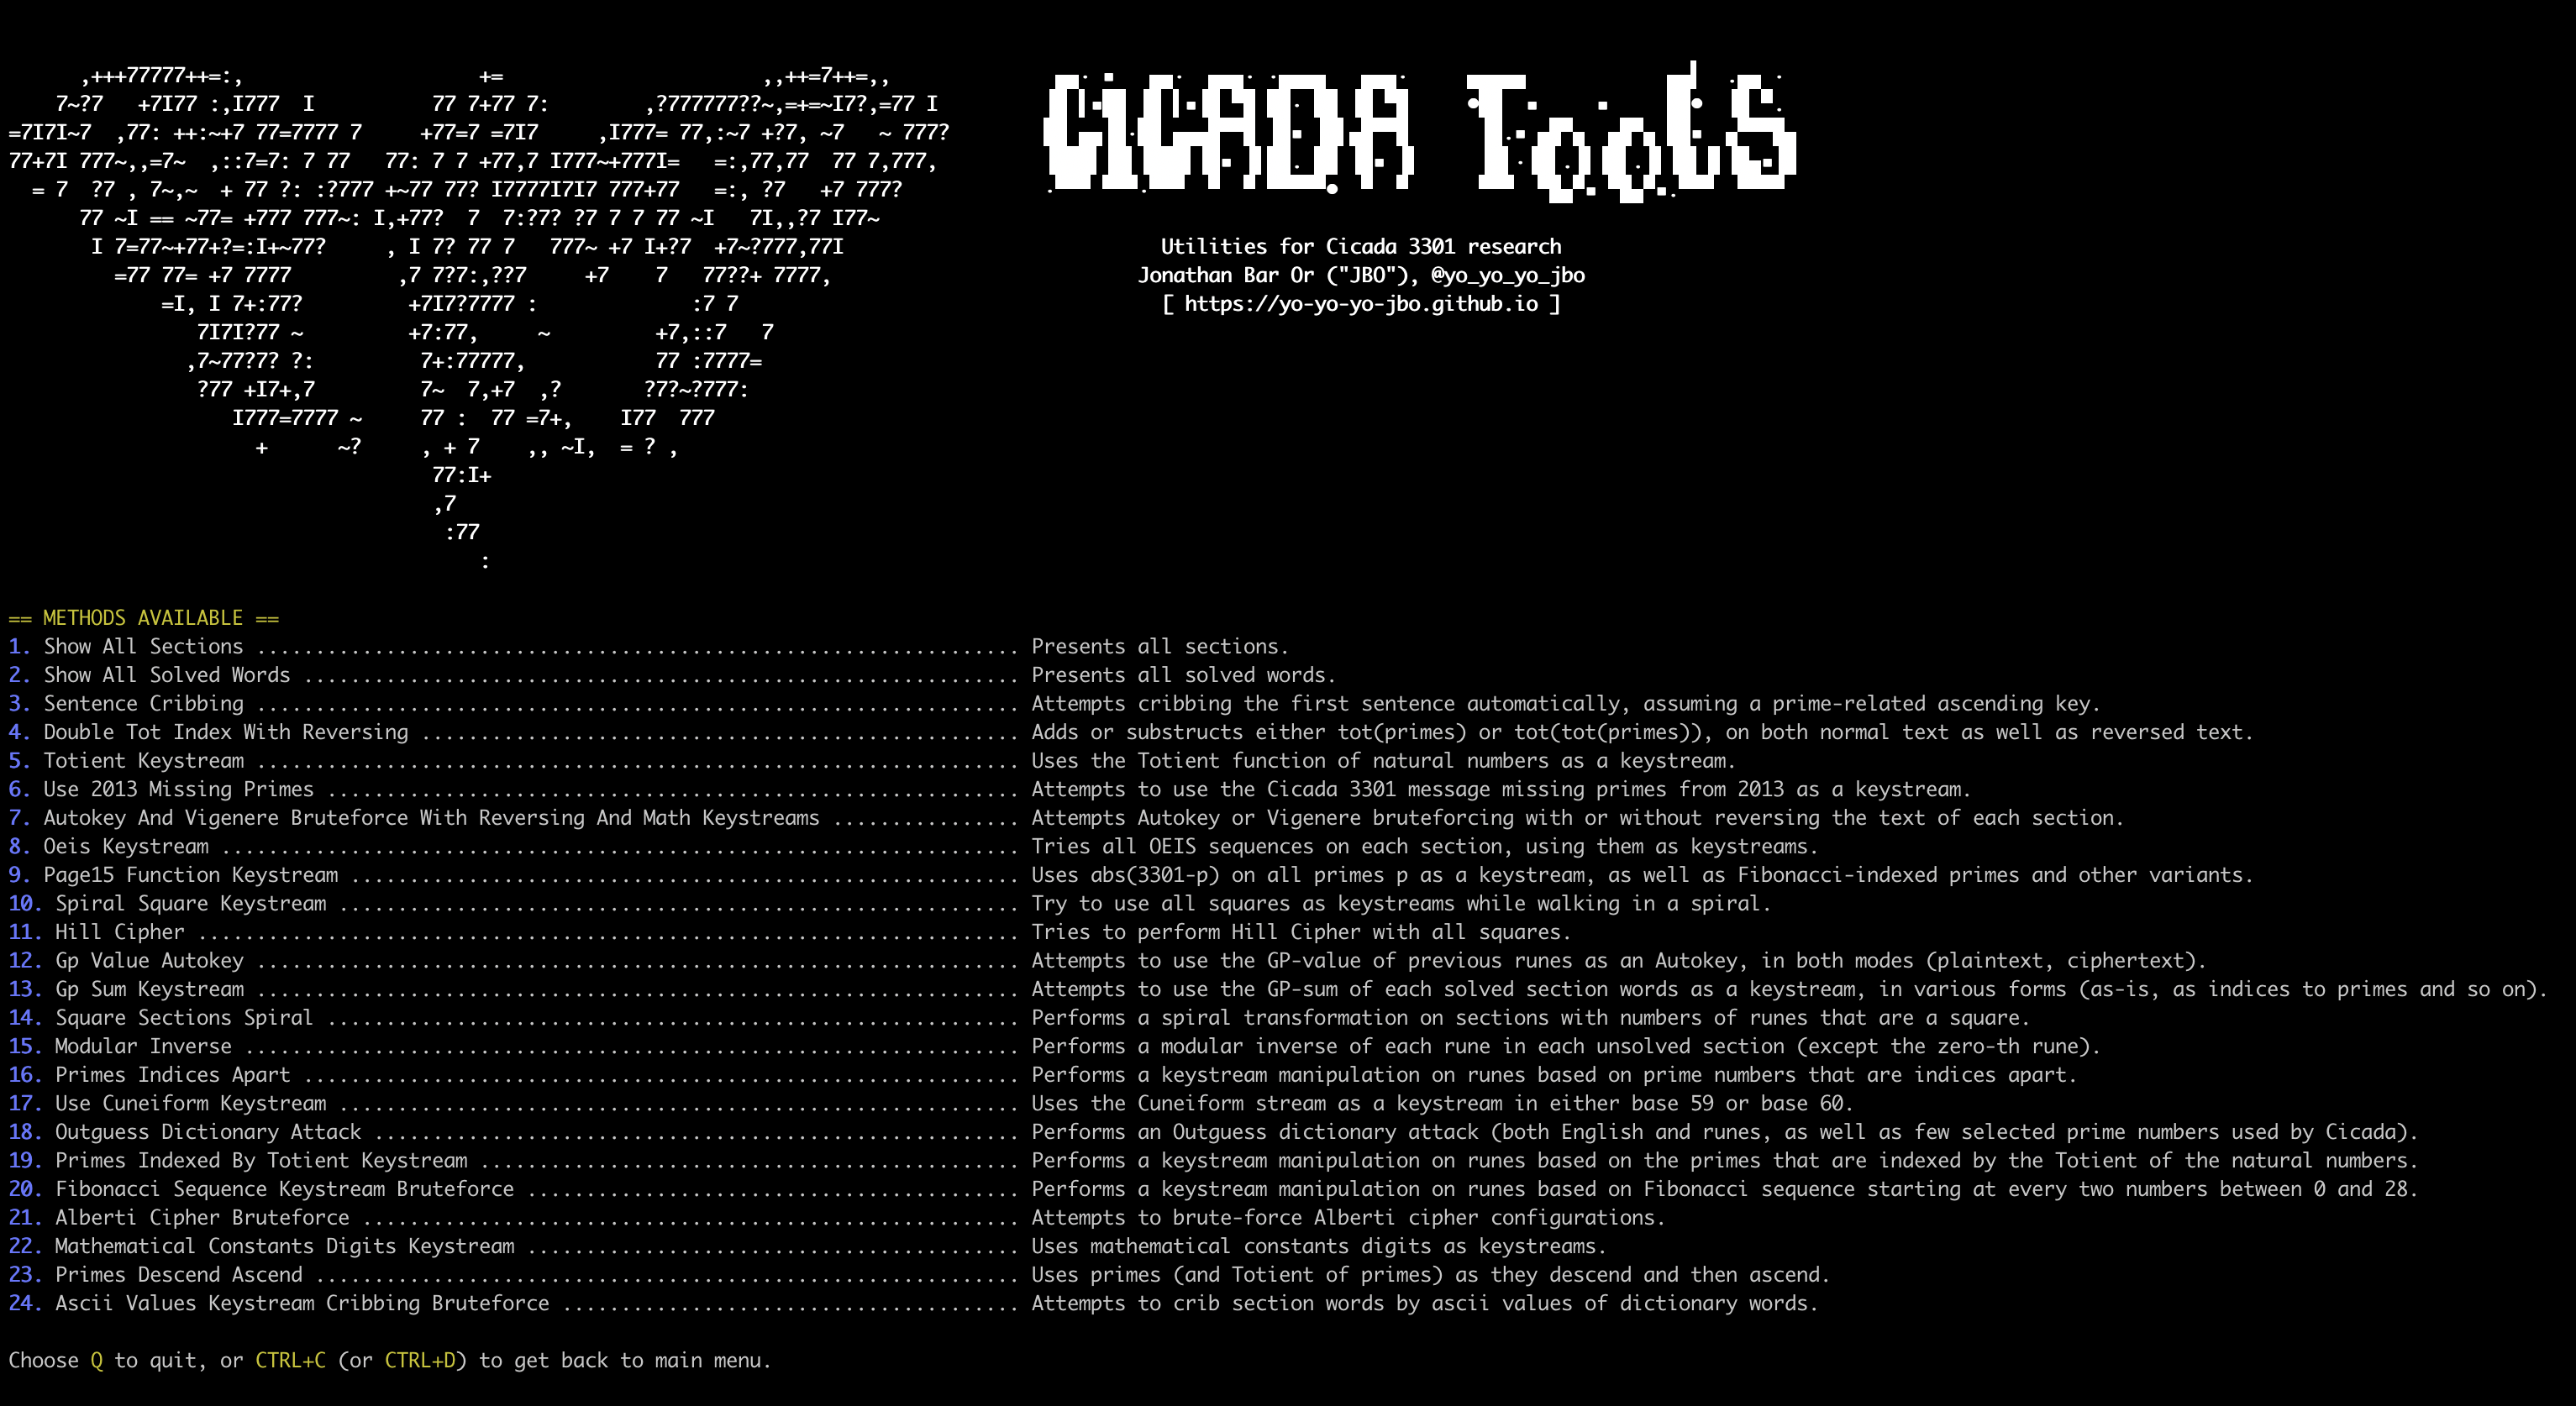 CICADA Tools
Utilities for Cicada 3301 research
Jonathan Bar Or ("JBO"), @yo_yo_yo_jbo
[ https://yo-yo-yo-jbo.github.io ]
== METHODS AVAILABLE ==
1. Show All Sections ................................................................. Presents all sections.
2. Show All Solved Words ............................................................. Presents all solved words.
3. Sentence Cribbing ................................................................. Attempts cribbing the first sentence automatically, assuming a prime-related ascending key.
4. Double Tot Index With Reversing ................................................... Adds or substructs either tot(primes) or tot(tot(primes)), on both normal text as well as reversed text.
5. Totient Keystream ................................................................. Uses the Totient function of natural numbers as a keystream.
6. Use 2013 Missing Primes ........................................................... Attempts to use the Cicada 3301 message missing primes from 2013 as a keystream.
7. Autokey And Vigenere Bruteforce With Reversing And Math Keystreams ................ Attempts Autokey or Vigenere bruteforcing with or without reversing the text of each section.
8. Oeis Keystream .................................................................... Tries all OEIS sequences on each section, using them as keystreams.
9. Page15 Function Keystream ......................................................... Uses abs(3301-p) on all primes p as a keystream, as well as Fibonacci-indexed primes and other variants.
10. Spiral Square Keystream .......................................................... Try to use all squares as keystreams while walking in a spiral.
11. Hill Cipher ...................................................................... Tries to perform Hill Cipher with all squares.
12. Gp Value Autokey ................................................................. Attempts to use the GP-value of previous runes as an Autokey, in both modes (plaintext, ciphertext).
13. Gp Sum Keystream ................................................................. Attempts to use the GP-sum of each solved section words as a keystream, in various forms (as-is, as indices to primes and so on).
14. Square Sections Spiral ........................................................... Performs a spiral transformation on sections with numbers of runes that are a square.
15. Modular Inverse .................................................................. Performs a modular inverse of each rune in each unsolved section (except the zero-th rune).
16. Primes Indices Apart ............................................................. Performs a keystream manipulation on runes based on prime numbers that are indices apart.
17. Use Cuneiform Keystream .......................................................... Uses the Cuneiform stream as a keystream in either base 59 or base 60.
18. Outguess Dictionary Attack ....................................................... Performs an Outguess dictionary attack (both English and runes, as well as few selected prime numbers used by Cicada).
19. Primes Indexed By Totient Keystream .............................................. Performs a keystream manipulation on runes based on the primes that are indexed by the Totient of the natural numbers.
20. Fibonacci Sequence Keystream Bruteforce .......................................... Performs a keystream manipulation on runes based on Fibonacci sequence starting at every two numbers between 0 and 28.
21. Alberti Cipher Bruteforce ........................................................ Attempts to brute-force Alberti cipher configurations.
22. Mathematical Constants Digits Keystream .......................................... Uses mathematical constants digits as keystreams.
23. Primes Descend Ascend ............................................................ Uses primes (and Totient of primes) as they descend and then ascend.
24. Ascii Values Keystream Cribbing Bruteforce ....................................... Attempts to crib section words by ascii values of dictionary words.
Choose Q to quit, or CTRL+C (or CTRL+D) to get back to main menu.